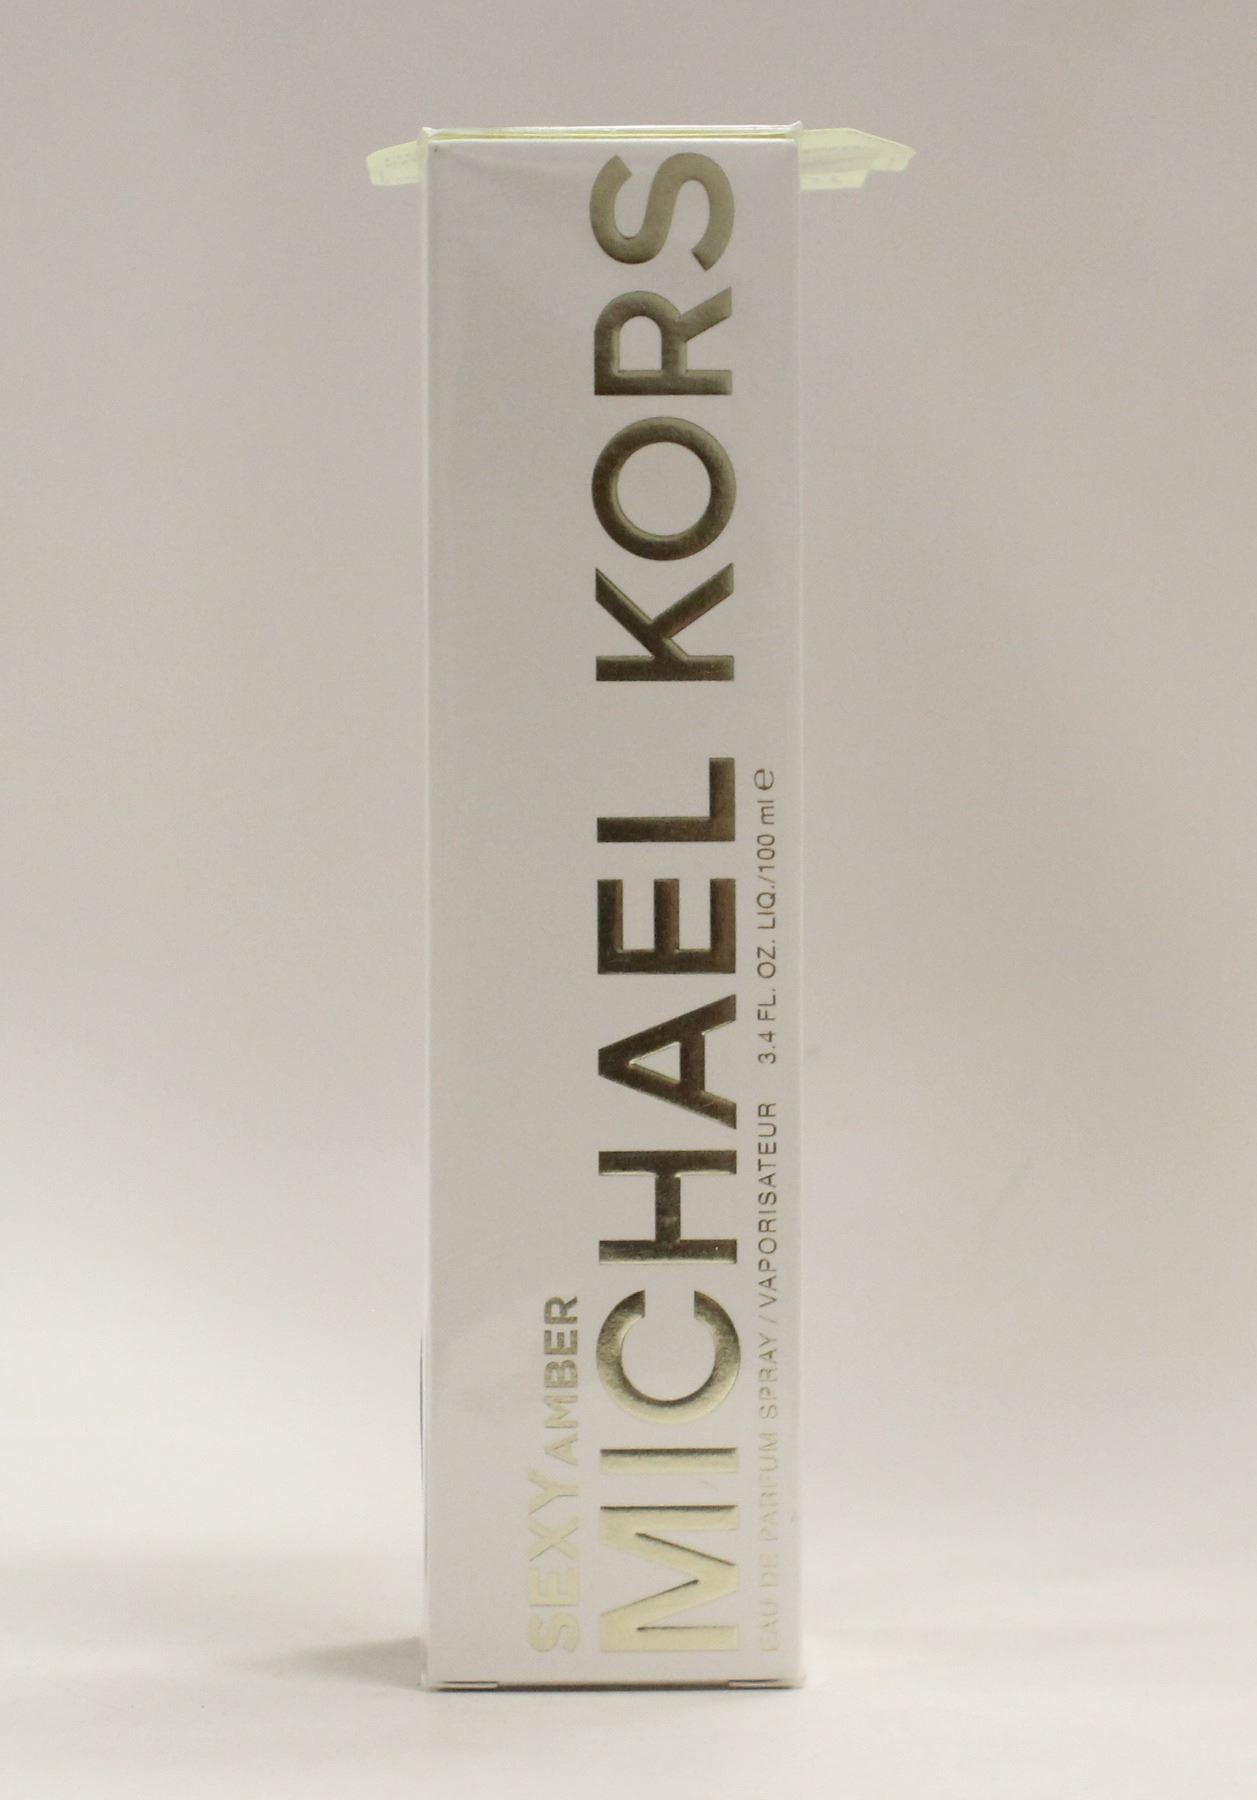 SEXY AMBER
MICHAEL KORS
EAU DE PARFUM SPRAY / VAPORISATEUR 3.4 FL. OZ. LIQ./100 ml ℮